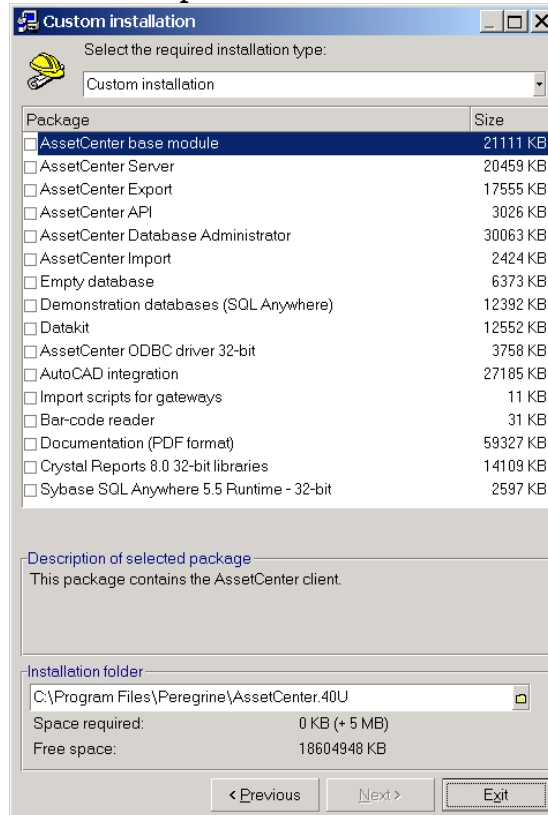 Custom installation
Select the required installation type:
Custom installation
Package Size
AssetCenter base module 21111 KB
AssetCenter Server 20459 KB
AssetCenter Export 17555 KB
AssetCenter API 3026 KB
AssetCenter Database Administrator 30063 KB
AssetCenter Import 2424 KB
Empty database 6373 KB
Demonstration databases (SQL Anywhere) 12392 KB
Datakit 12552 KB
AssetCenter ODBC driver 32-bit 3758 KB
AutoCAD integration 27185 KB
Import scripts for gateways 11 KB
Bar-code reader 31 KB
Documentation (PDF format) 59327 KB
Crystal Reports 8.0 32-bit libraries 14109 KB
Sybase SQL Anywhere 5.5 Runtime - 32-bit 2597 KB
Description of selected package
This package contains the AssetCenter client.
Installation folder
C:\Program Files\Peregrine\AssetCenter.40U
Space required: 0 KB (+ 5 MB)
Free space: 18604948 KB
< Previous Next > Exit